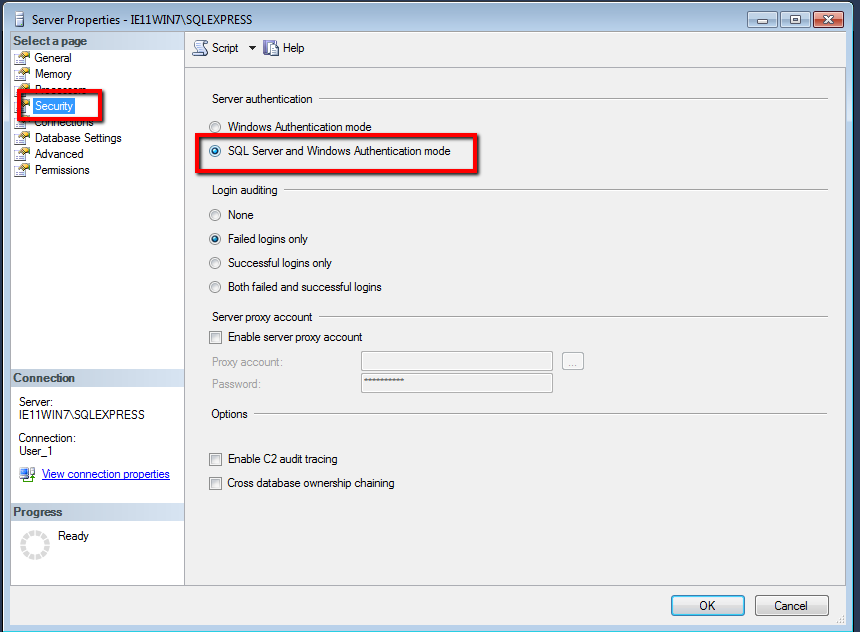 Server Properties - IE11WIN7\SQLEXPRESS
Select a page
General
Memory
Processors
Security
Connections
Database Settings
Advanced
Permissions
Connection
Server:
IE11WIN7\SQLEXPRESS
Connection:
User_1
View connection properties
Progress
Ready
Script
Help
Server authentication
Windows Authentication mode
SQL Server and Windows Authentication mode
Login auditing
None
Failed logins only
Successful logins only
Both failed and successful logins
Server proxy account
Enable server proxy account
Proxy account:
...
Password:
**********
Options
Enable C2 audit tracing
Cross database ownership chaining
OK
Cancel